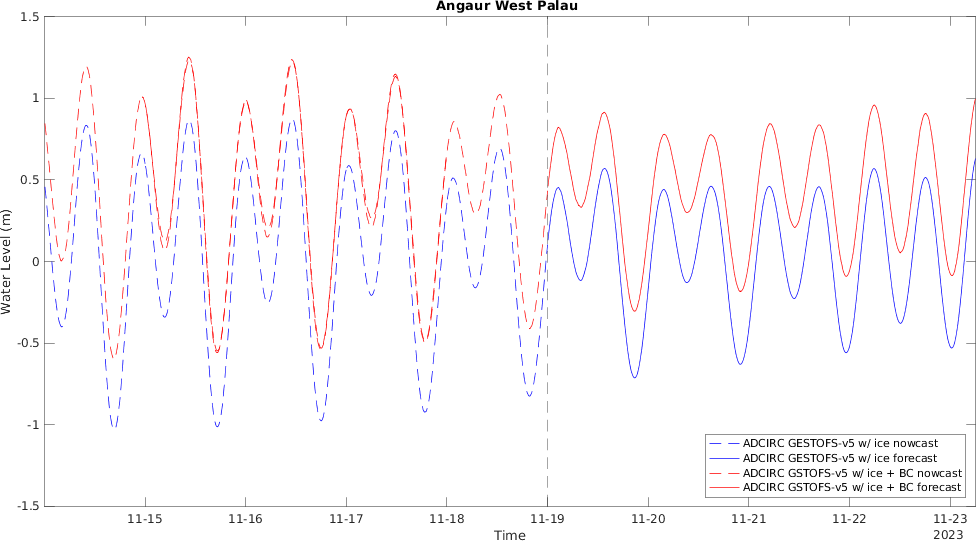 Angaur West Palau
1.5
1
0.5
0
-0.5
-1
-1.5
Water Level (m)
11-15 11-16 11-17 11-18 11-19 11-20 11-21 11-22 11-23
2023
Time
ADCIRC GESTOFS-v5 w/ ice nowcast
ADCIRC GESTOFS-v5 w/ ice forecast
ADCIRC GSTOFS-v5 w/ ice + BC nowcast
ADCIRC GSTOFS-v5 w/ ice + BC forecast